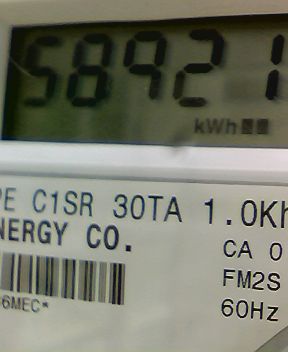 58921
kWh
PE C1SR 30TA 1.0Kh
NERGY CO.
CA 0
FM2S
6MEC*
60Hz